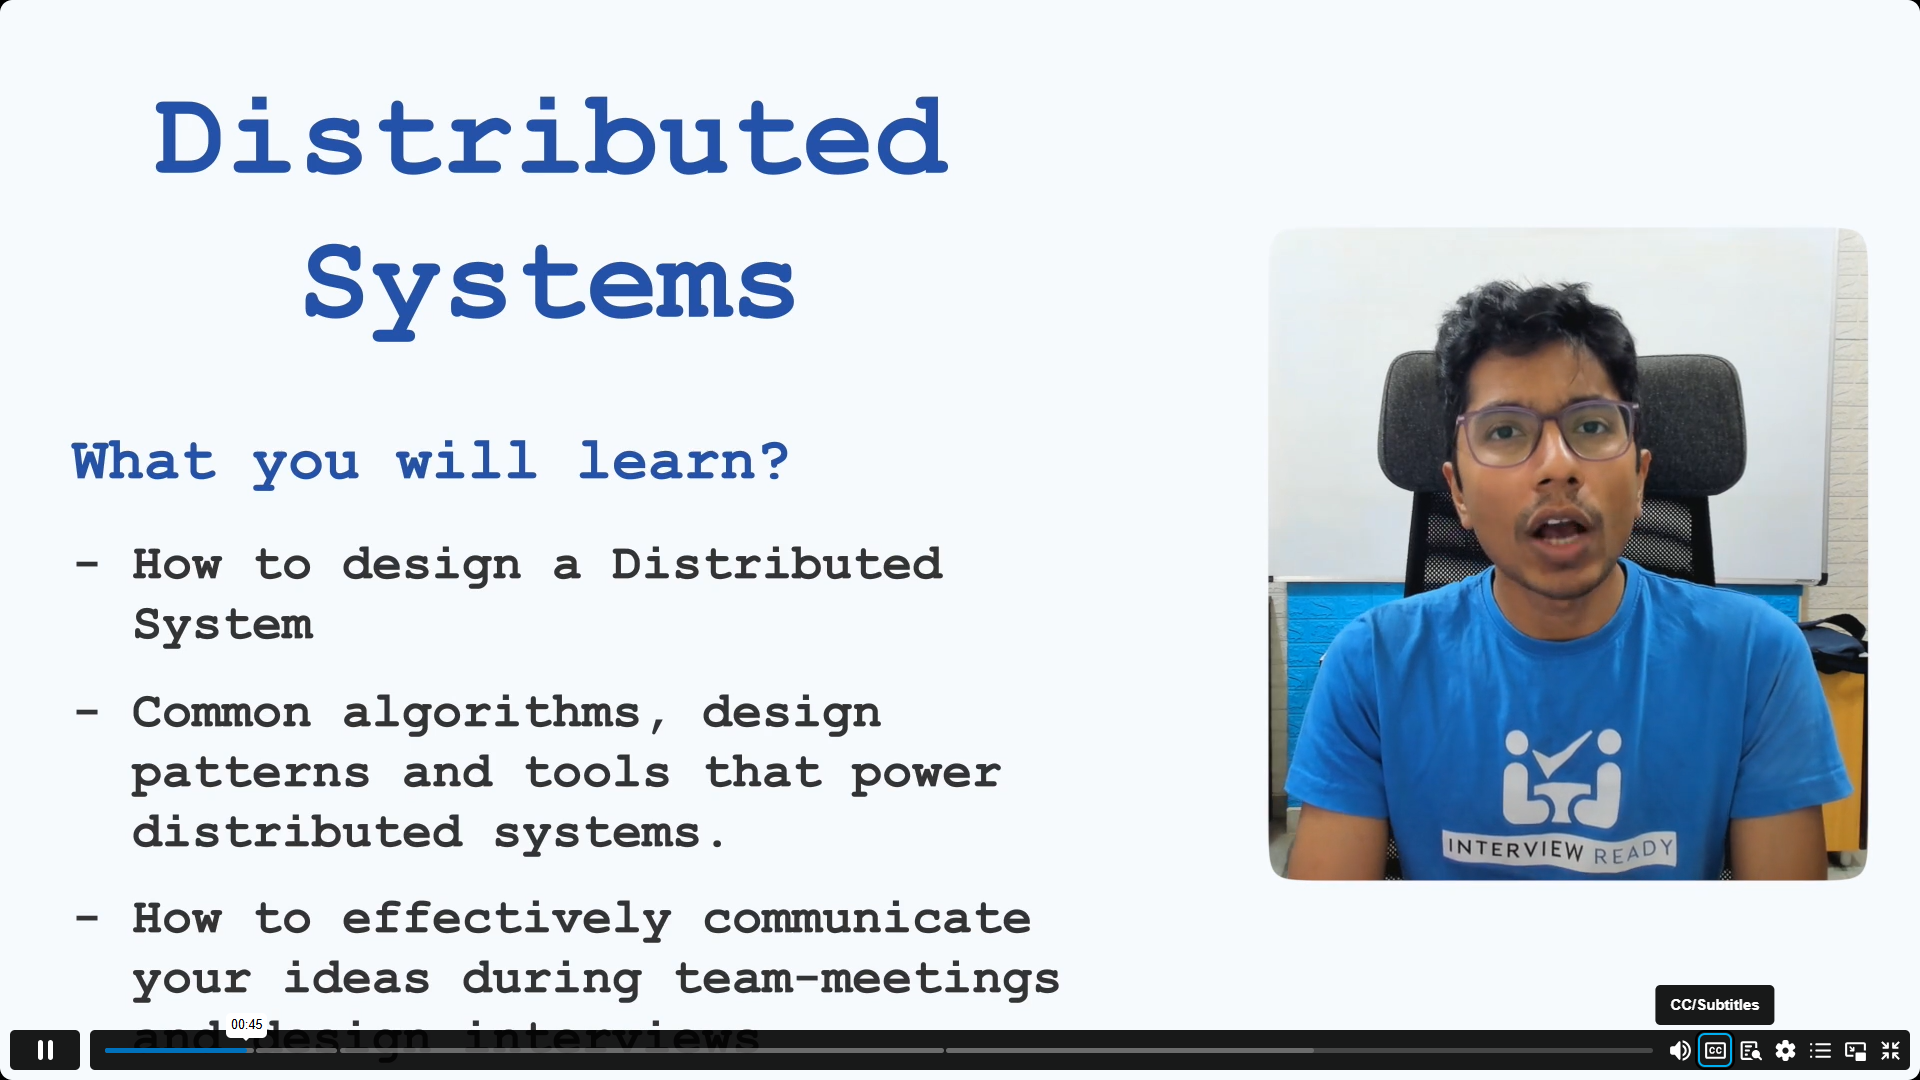 Distributed
Systems
What you will learn?
- How to design a Distributed
System
- Common algorithms, design
patterns and tools that power
distributed systems.
- How to effectively communicate
your ideas during team-meetings
and design interviews
INTERVIEW READY
00:45
CC/Subtitles
CC